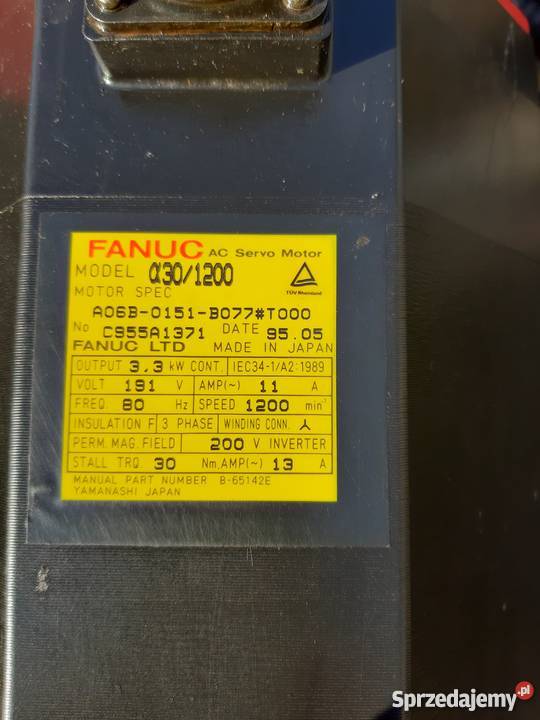 FANUC AC Servo Motor
MODEL α30/1200
TÜV Rheinland
MOTOR SPEC
A06B-0151-B077#T000
No C955A1371 DATE 95.05
FANUC LTD MADE IN JAPAN
OUTPUT 3.3 kW CONT. IEC34-1/A2:1989
VOLT 191 V AMP(~) 11 A
FREQ. 80 Hz SPEED 1200 min⁻¹
INSULATION F 3 PHASE WINDING CONN. Y
PERM. MAG. FIELD 200 V INVERTER
STALL TRQ. 30 Nm, AMP(~) 13 A
MANUAL PART NUMBER B-65142E
YAMANASHI JAPAN
Sprzedajemy.pl